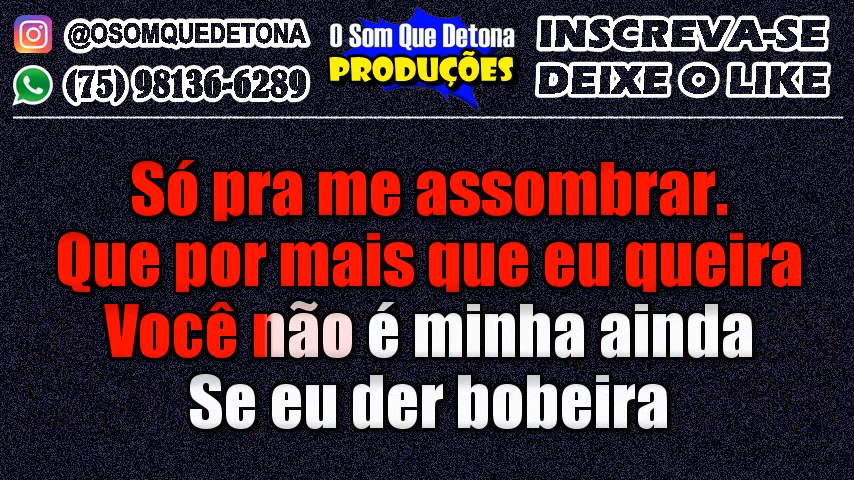 @OSOMQUEDETONA
(75) 98136-6289
O Som Que Detona
PRODUÇÕES
INSCREVA-SE
DEIXE O LIKE
Só pra me assombrar.
Que por mais que eu queira
Você não é minha ainda
Se eu der bobeira